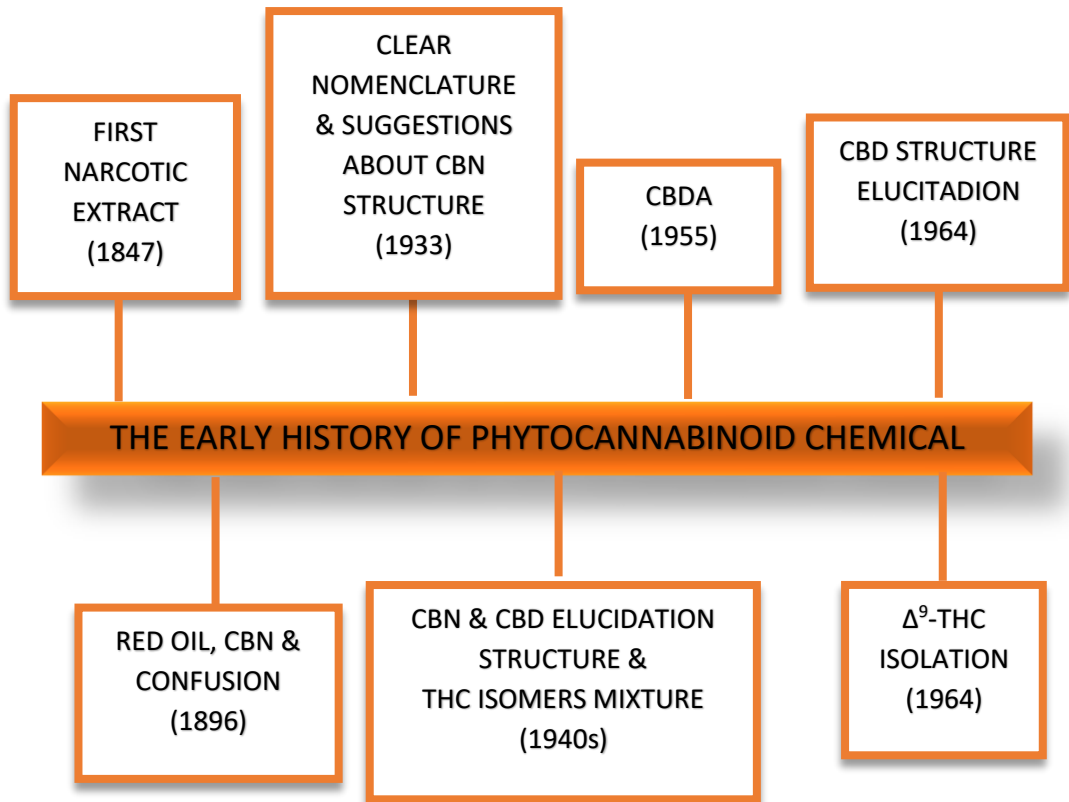 FIRST
NARCOTIC
EXTRACT
(1847)
CLEAR
NOMENCLATURE
& SUGGESTIONS
ABOUT CBN
STRUCTURE
(1933)
CBDA
(1955)
CBD STRUCTURE
ELUCITADION
(1964)
THE EARLY HISTORY OF PHYTOCANNABINOID CHEMICAL
RED OIL, CBN &
CONFUSION
(1896)
CBN & CBD ELUCIDATION
STRUCTURE &
THC ISOMERS MIXTURE
(1940s)
Δ⁹-THC
ISOLATION
(1964)